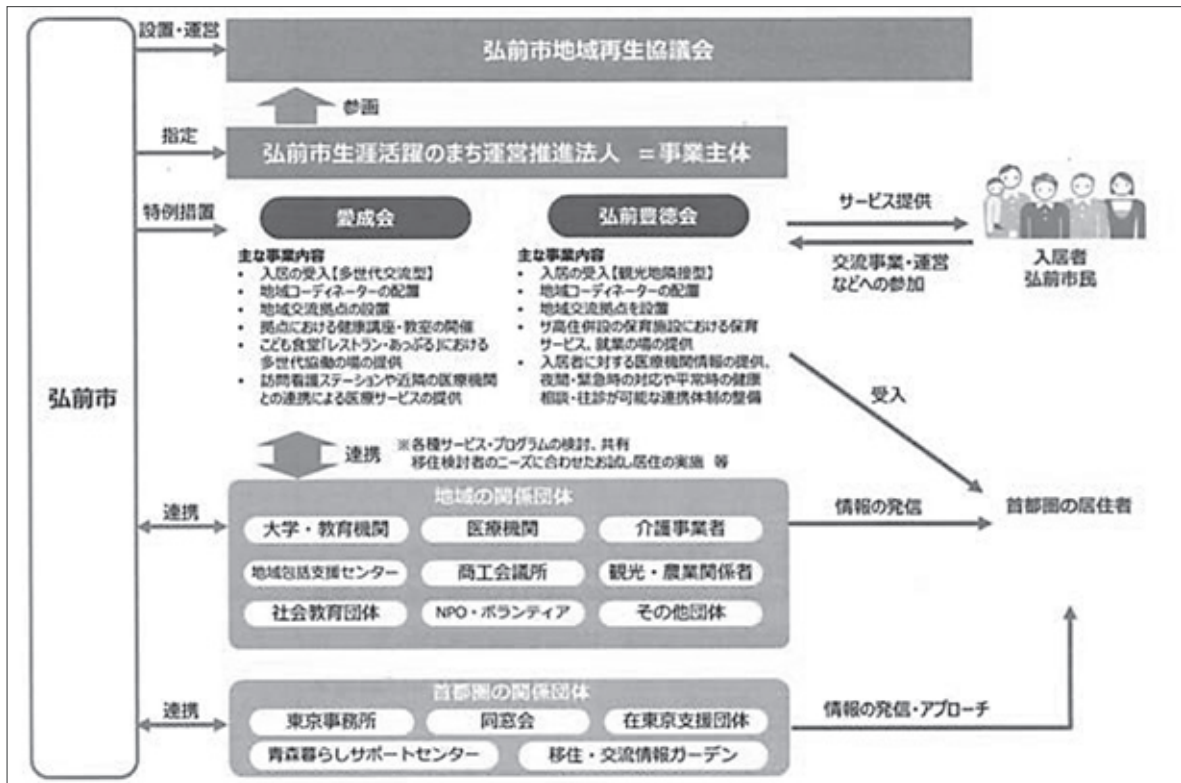 設置・運営
弘前市地域再生協議会
参画
指定
弘前市生涯活躍のまち運営推進法人 ＝事業主体
特例措置
愛成会
弘前豊徳会
サービス提供
交流事業・運営
などへの参加
入居者
弘前市民
主な事業内容
• 入居の受入【多世代交流型】
• 地域コーディネーターの配置
• 地域交流拠点の設置
• 拠点における健康講座・教室の開催
• こども食堂「レストラン・あっぷる」における
多世代協働の場の提供
• 訪問看護ステーションや近隣の医療機関
との連携による医療サービスの提供
主な事業内容
• 入居の受入【観光地隣接型】
• 地域コーディネーターの配置
• 地域交流拠点を設置
• サ高住併設の保育施設における保育
サービス、就業の場の提供
• 入居者に対する医療機関情報の提供、
夜間・緊急時の対応や平常時の健康
相談・往診が可能な連携体制の整備
弘前市
受入
連携
※各種サービス・プログラムの検討、共有
移住検討者のニーズに合わせたお試し居住の実施 等
連携
地域の関係団体
大学・教育機関
医療機関
介護事業者
地域包括支援センター
商工会議所
観光・農業関係者
社会教育団体
NPO・ボランティア
その他団体
情報の発信
首都圏の居住者
連携
首都圏の関係団体
東京事務所
同窓会
在東京支援団体
青森暮らしサポートセンター
移住・交流情報ガーデン
情報の発信・アプローチ